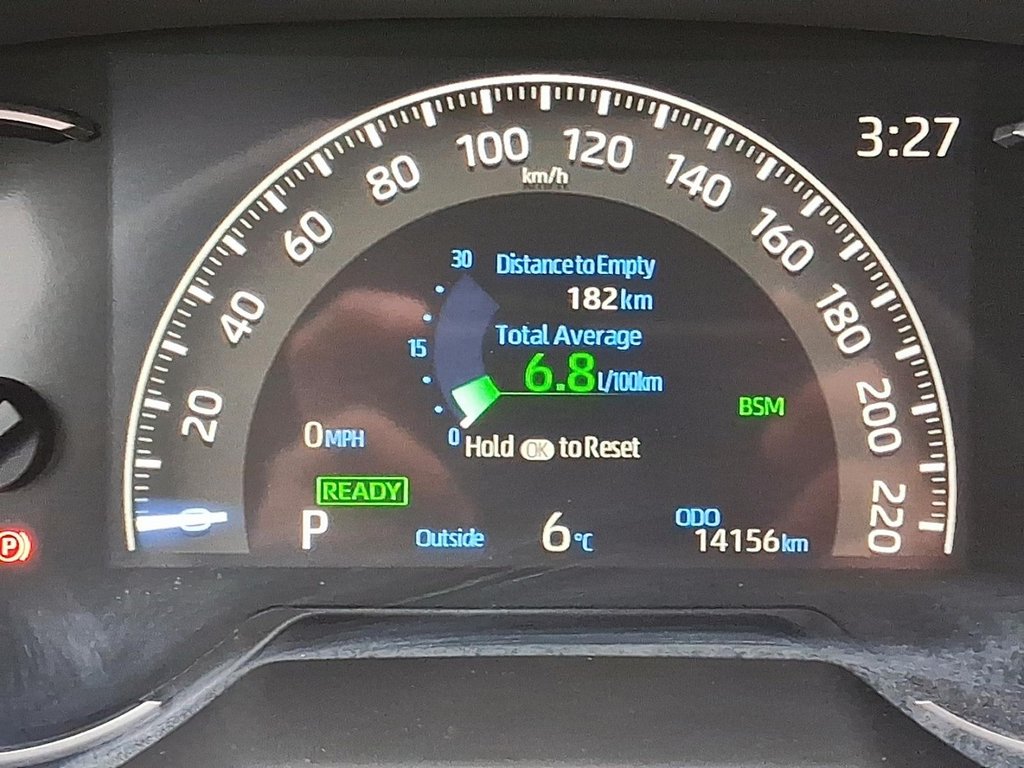 3:27
20
40
60
80
100
120
140
160
180
200
220
km/h
30
15
0
Distance to Empty
182 km
Total Average
6.8 l/100km
Hold OK to Reset
BSM
0 MPH
READY
P
Outside 6 °C
ODO
14156 km
P